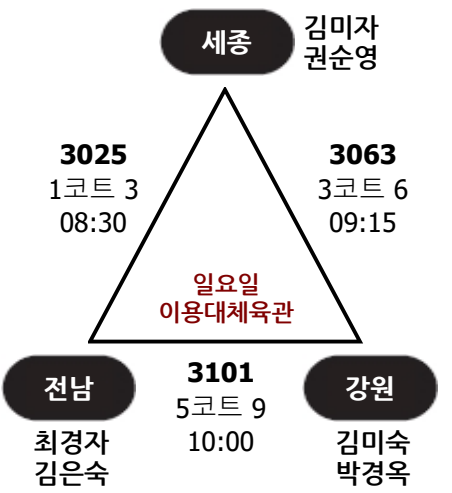 세종
김미자
권순영
3025
1코트 3
08:30
3063
3코트 6
09:15
일요일
이용대체육관
전남
최경자
김은숙
3101
5코트 9
10:00
강원
김미숙
박경옥